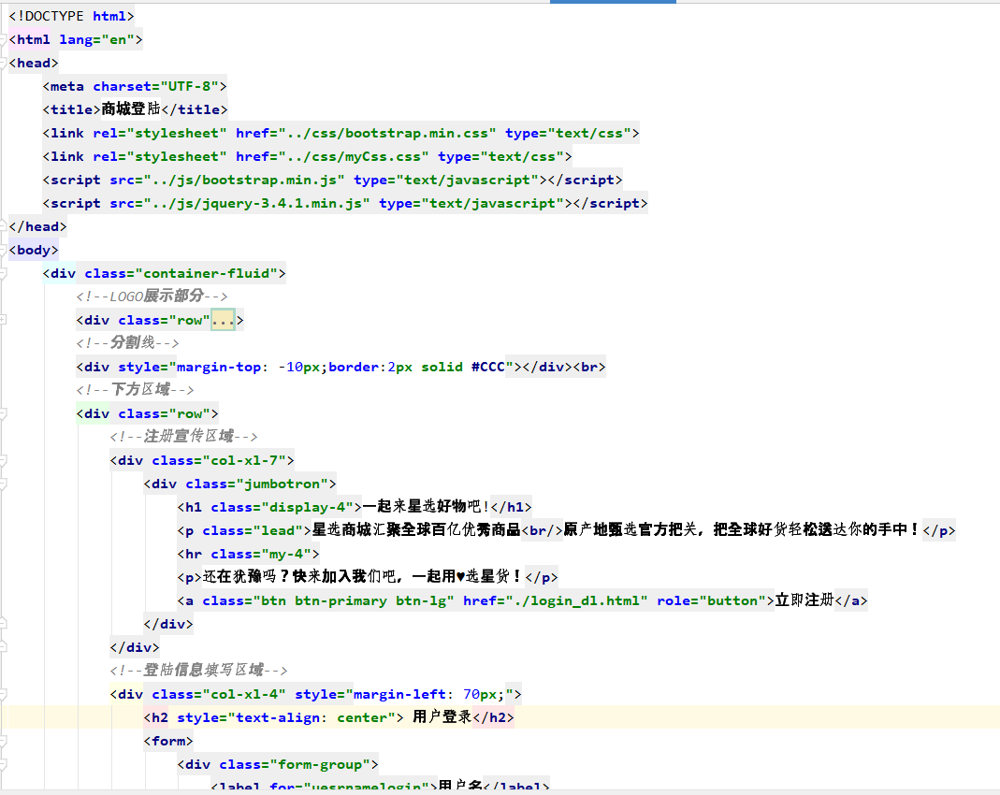 <!DOCTYPE html>
<html lang="en">
<head>
<meta charset="UTF-8">
<title>商城登陆</title>
<link rel="stylesheet" href="../css/bootstrap.min.css" type="text/css">
<link rel="stylesheet" href="../css/myCss.css" type="text/css">
<script src="../js/bootstrap.min.js" type="text/javascript"></script>
<script src="../js/jquery-3.4.1.min.js" type="text/javascript"></script>
</head>
<body>
<div class="container-fluid">
<!--LOGO展示部分-->
<div class="row"...>
<!--分割线-->
<div style="margin-top: -10px;border:2px solid #CCC"></div><br>
<!--下方区域-->
<div class="row">
<!--注册宣传区域-->
<div class="col-xl-7">
<div class="jumbotron">
<h1 class="display-4">一起来星选好物吧!</h1>
<p class="lead">星选商城汇聚全球百亿优秀商品<br/>原产地甄选官方把关，把全球好货轻松送达你的手中！</p>
<hr class="my-4">
<p>还在犹豫吗？快来加入我们吧，一起用♥选星货！</p>
<a class="btn btn-primary btn-lg" href="./login_dl.html" role="button">立即注册</a>
</div>
</div>
<!--登陆信息填写区域-->
<div class="col-xl-4" style="margin-left: 70px;">
<h2 style="text-align: center"> 用户登录</h2>
<form>
<div class="form-group">
<label for="uesrnamelogin">用户名</label>